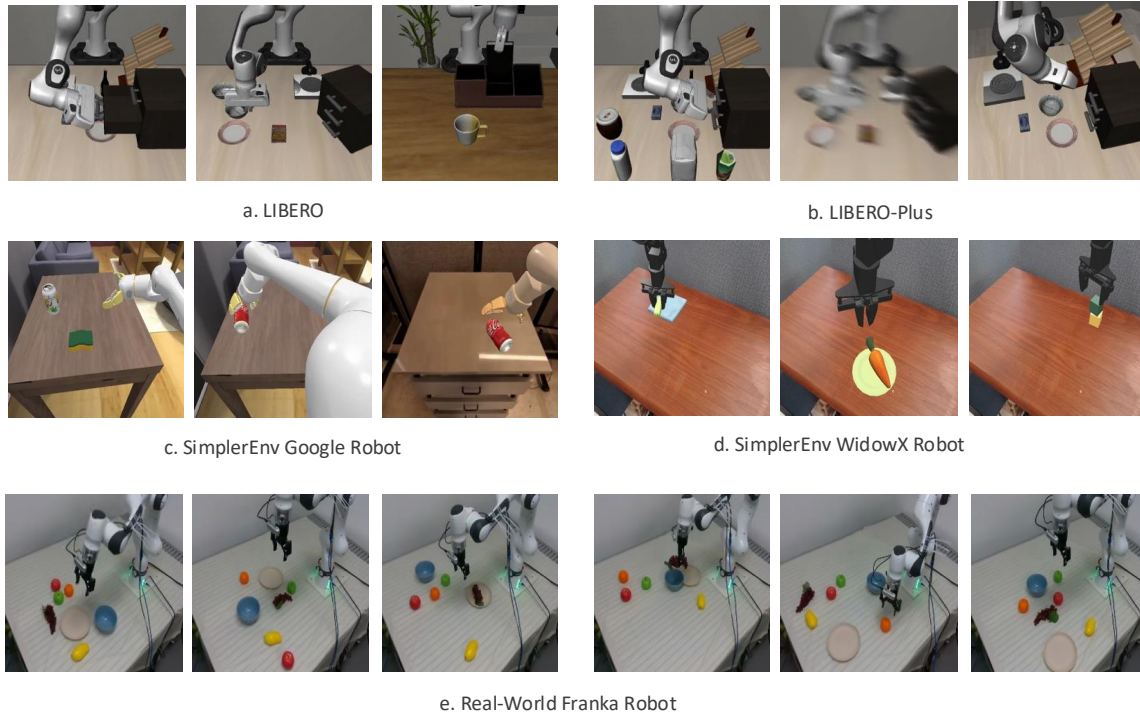 a. LIBERO
b. LIBERO-Plus
c. SimplerEnv Google Robot
d. SimplerEnv WidowX Robot
e. Real-World Franka Robot